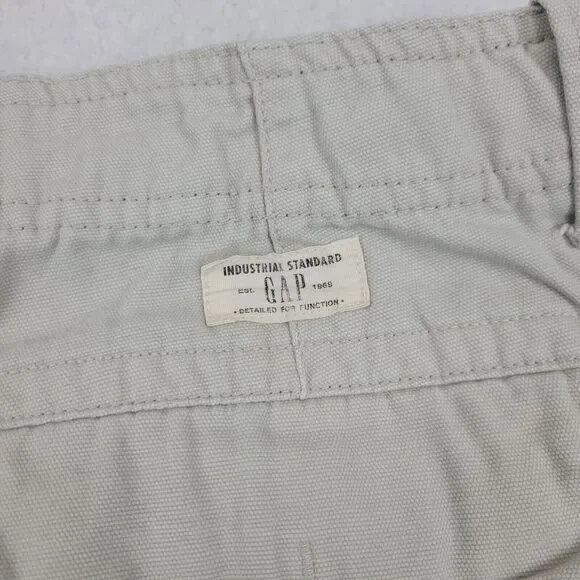 INDUSTRIAL STANDARD
EST. GAP 1969
• DETAILED FOR FUNCTION •